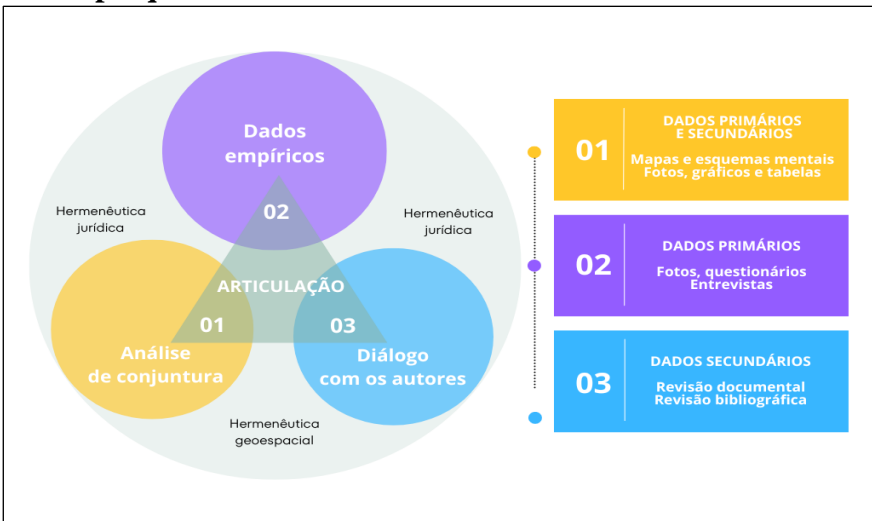 Dados
empíricos
02
Hermenêutica
jurídica
Hermenêutica
jurídica
ARTICULAÇÃO
01
03
Análise
de conjuntura
Diálogo
com os autores
Hermenêutica
geoespacial
01
DADOS PRIMÁRIOS
E SECUNDÁRIOS
Mapas e esquemas mentais
Fotos, gráficos e tabelas
02
DADOS PRIMÁRIOS
Fotos, questionários
Entrevistas
03
DADOS SECUNDÁRIOS
Revisão documental
Revisão bibliográfica